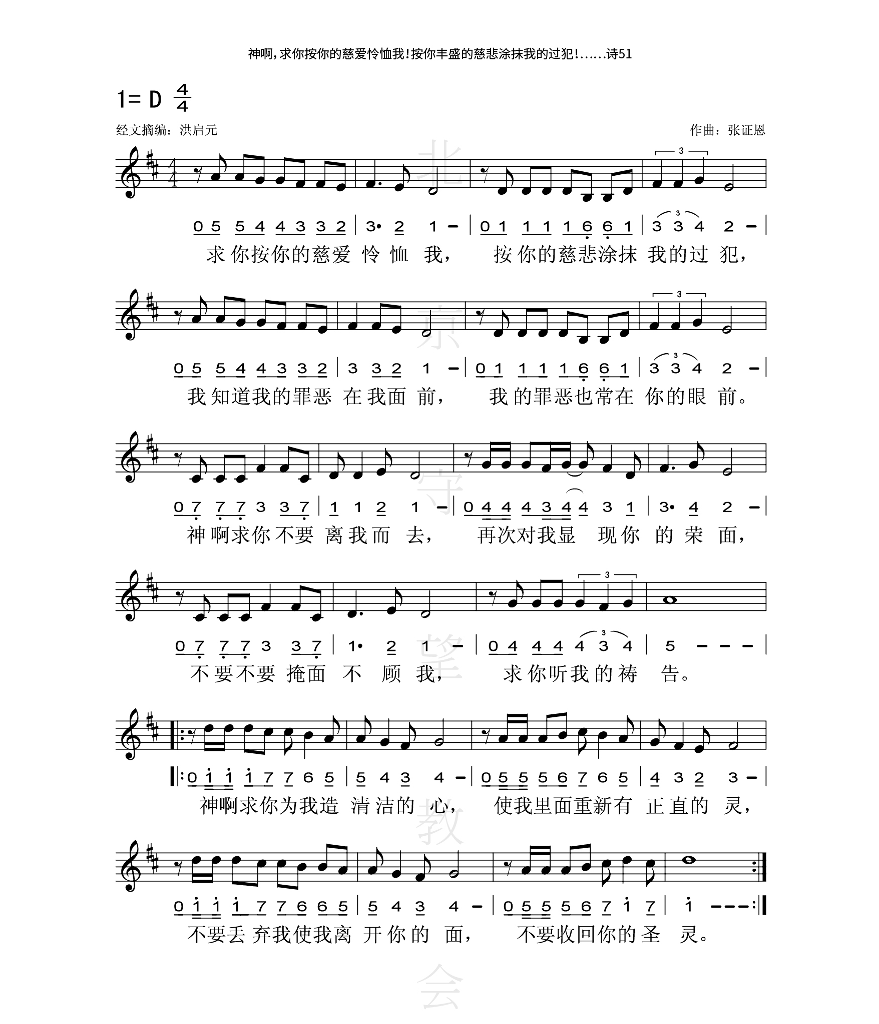 神啊，求你按你的慈爱怜恤我！按你丰盛的慈悲涂抹我的过犯！……诗51
1= D 4/4
经文摘编：洪启元 作曲：张证恩
0 5 5 4 4 3 3 2 | 3• 2 1 – | 0 1 1 1 1 6 6 1 | 3 3 4 2 – |
求你按你的慈爱 怜 恤 我， 按你的慈悲涂抹 我的过 犯，
0 5 5 4 4 3 3 2 | 3 3 2 1 – | 0 1 1 1 1 6 6 1 | 3 3 4 2 – |
我知道我的罪恶 在我面 前， 我的罪恶也常在 你的眼 前。
0 7 7 7 3 3 7 | 1 1 2 1 – | 0 4 4 4 3 4 4 3 1 | 3• 4 2 – |
神啊求你不要 离我而 去， 再次对我显 现你 的 荣 面，
0 7 7 7 3 3 7 | 1• 2 1 – | 0 4 4 4 4 3 4 | 5 – – – |
不要不要 掩面 不 顾 我， 求你听我的祷 告。
0 1 1 1 7 7 6 5 | 5 4 3 4 – | 0 5 5 5 6 7 6 5 | 4 3 2 3 – |
神啊求你为我造 清洁的 心， 使我里面重新有 正直的 灵，
0 1 1 1 7 7 6 6 5 | 5 4 3 4 – | 0 5 5 5 6 7 1 7 | 1 – – –
不要丢弃我使我离 开你的 面， 不要收回你的圣 灵。
北
京
守
望
教
会